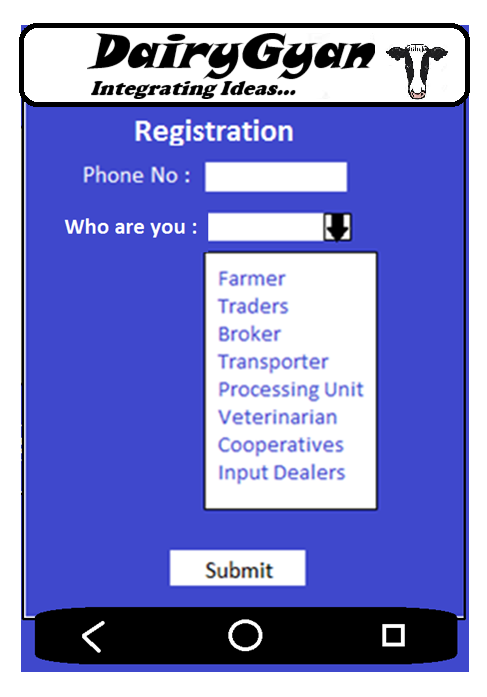 DairyGyan
Integrating Ideas...
Registration
Phone No :
Who are you :
Farmer
Traders
Broker
Transporter
Processing Unit
Veterinarian
Cooperatives
Input Dealers
Submit